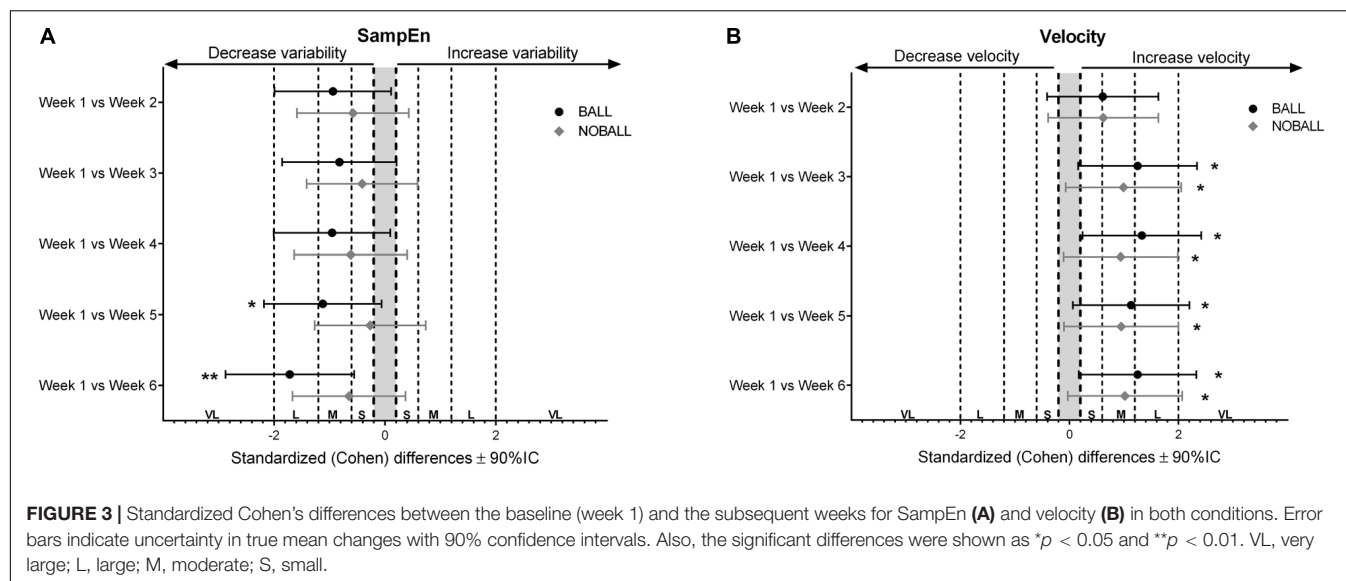 A
SampEn
Decrease variability
Increase variability
BALL
NOBALL
Week 1 vs Week 2
Week 1 vs Week 3
Week 1 vs Week 4
*
Week 1 vs Week 5
**
Week 1 vs Week 6
VL L M S S M L VL
-2 0 2
Standardized (Cohen) differences ± 90%IC
B
Velocity
Decrease velocity
Increase velocity
BALL
NOBALL
Week 1 vs Week 2
Week 1 vs Week 3
*
*
Week 1 vs Week 4
*
*
Week 1 vs Week 5
*
*
Week 1 vs Week 6
*
*
VL L M S S M L VL
-2 0 2
Standardized (Cohen) differences ± 90%IC
FIGURE 3 | Standardized Cohen's differences between the baseline (week 1) and the subsequent weeks for SampEn (A) and velocity (B) in both conditions. Error
bars indicate uncertainty in true mean changes with 90% confidence intervals. Also, the significant differences were shown as *p < 0.05 and **p < 0.01. VL, very
large; L, large; M, moderate; S, small.